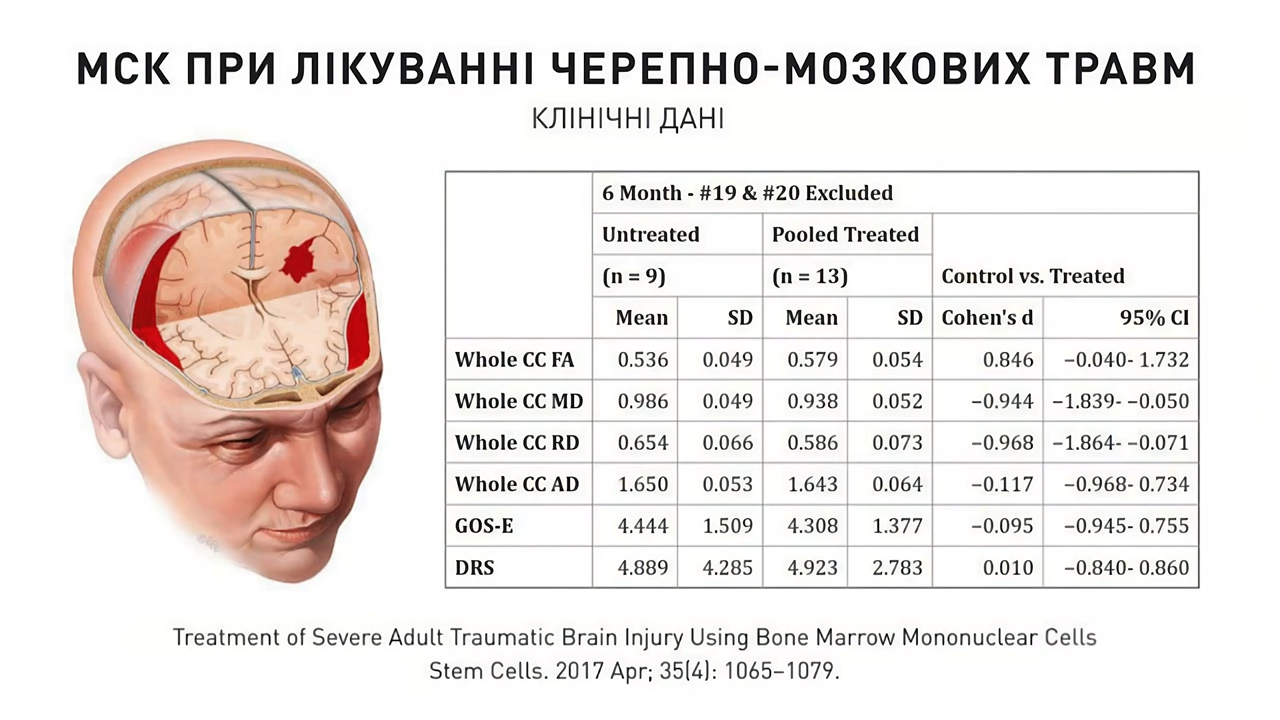 МСК ПРИ ЛІКУВАННІ ЧЕРЕПНО-МОЗКОВИХ ТРАВМ
КЛІНІЧНІ ДАНІ
6 Month - #19 & #20 Excluded
Untreated Pooled Treated
(n = 9) (n = 13) Control vs. Treated
Mean SD Mean SD Cohen's d 95% CI
Whole CC FA 0.536 0.049 0.579 0.054 0.846 −0.040- 1.732
Whole CC MD 0.986 0.049 0.938 0.052 −0.944 −1.839- −0.050
Whole CC RD 0.654 0.066 0.586 0.073 −0.968 −1.864- −0.071
Whole CC AD 1.650 0.053 1.643 0.064 −0.117 −0.968- 0.734
GOS-E 4.444 1.509 4.308 1.377 −0.095 −0.945- 0.755
DRS 4.889 4.285 4.923 2.783 0.010 −0.840- 0.860
Treatment of Severe Adult Traumatic Brain Injury Using Bone Marrow Mononuclear Cells
Stem Cells. 2017 Apr; 35(4): 1065–1079.